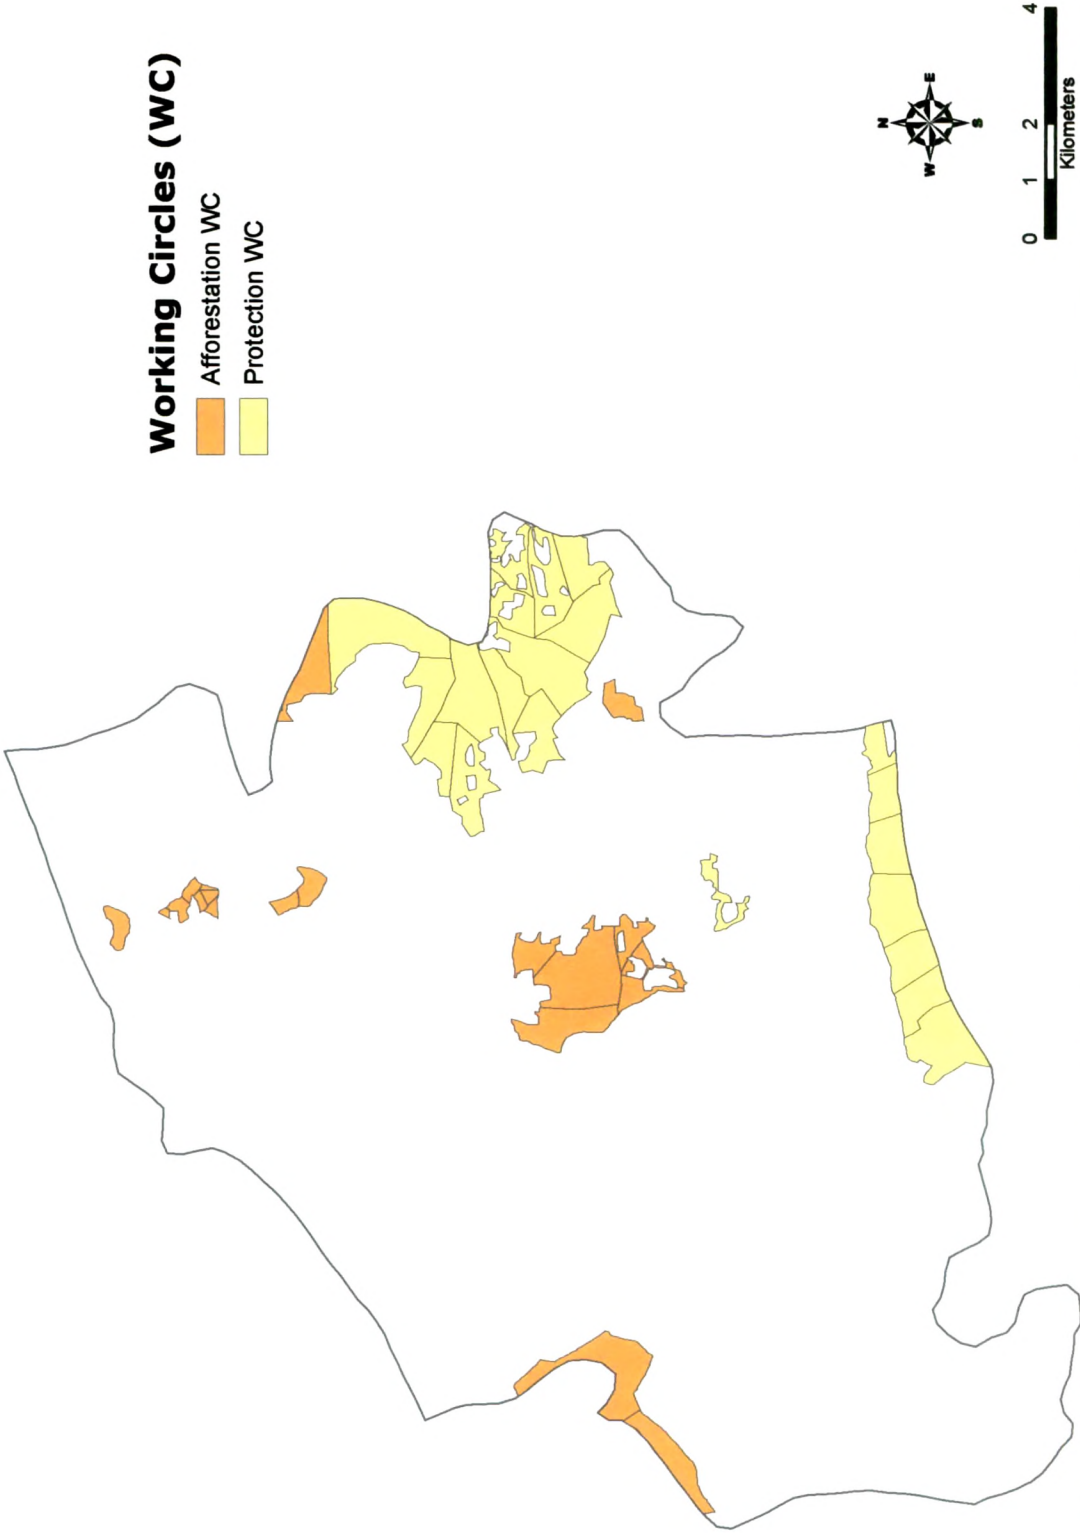 Working Circles (WC)
Afforestation WC
Protection WC
N
W
E
S
0 1 2 4
Kilometers